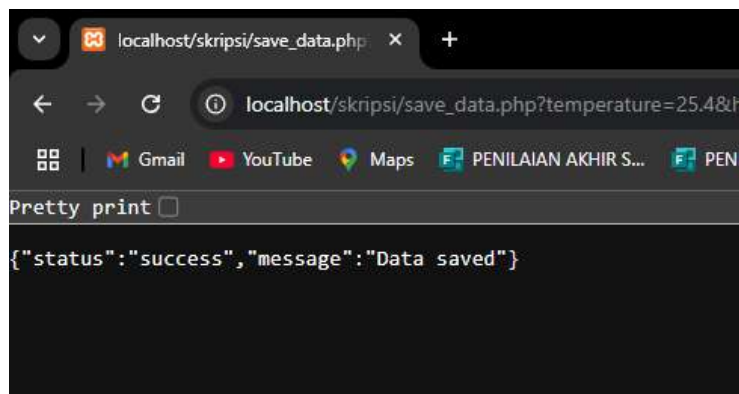 localhost/skripsi/save_data.php
localhost/skripsi/save_data.php?temperature=25.4&h
Gmail YouTube Maps PENILAIAN AKHIR S... PEN
Pretty print
{"status":"success","message":"Data saved"}